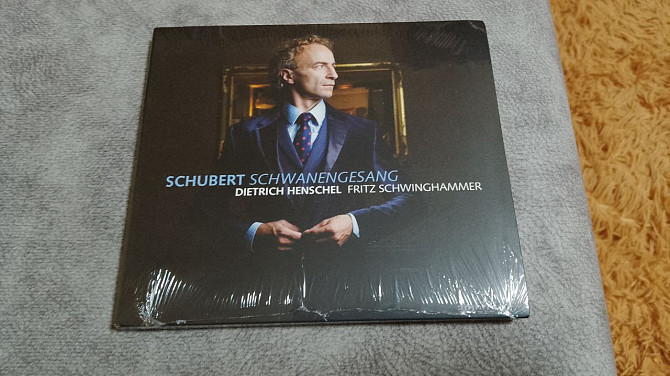 SCHUBERT SCHWANENGESANG
DIETRICH HENSCHEL FRITZ SCHWINGHAMMER